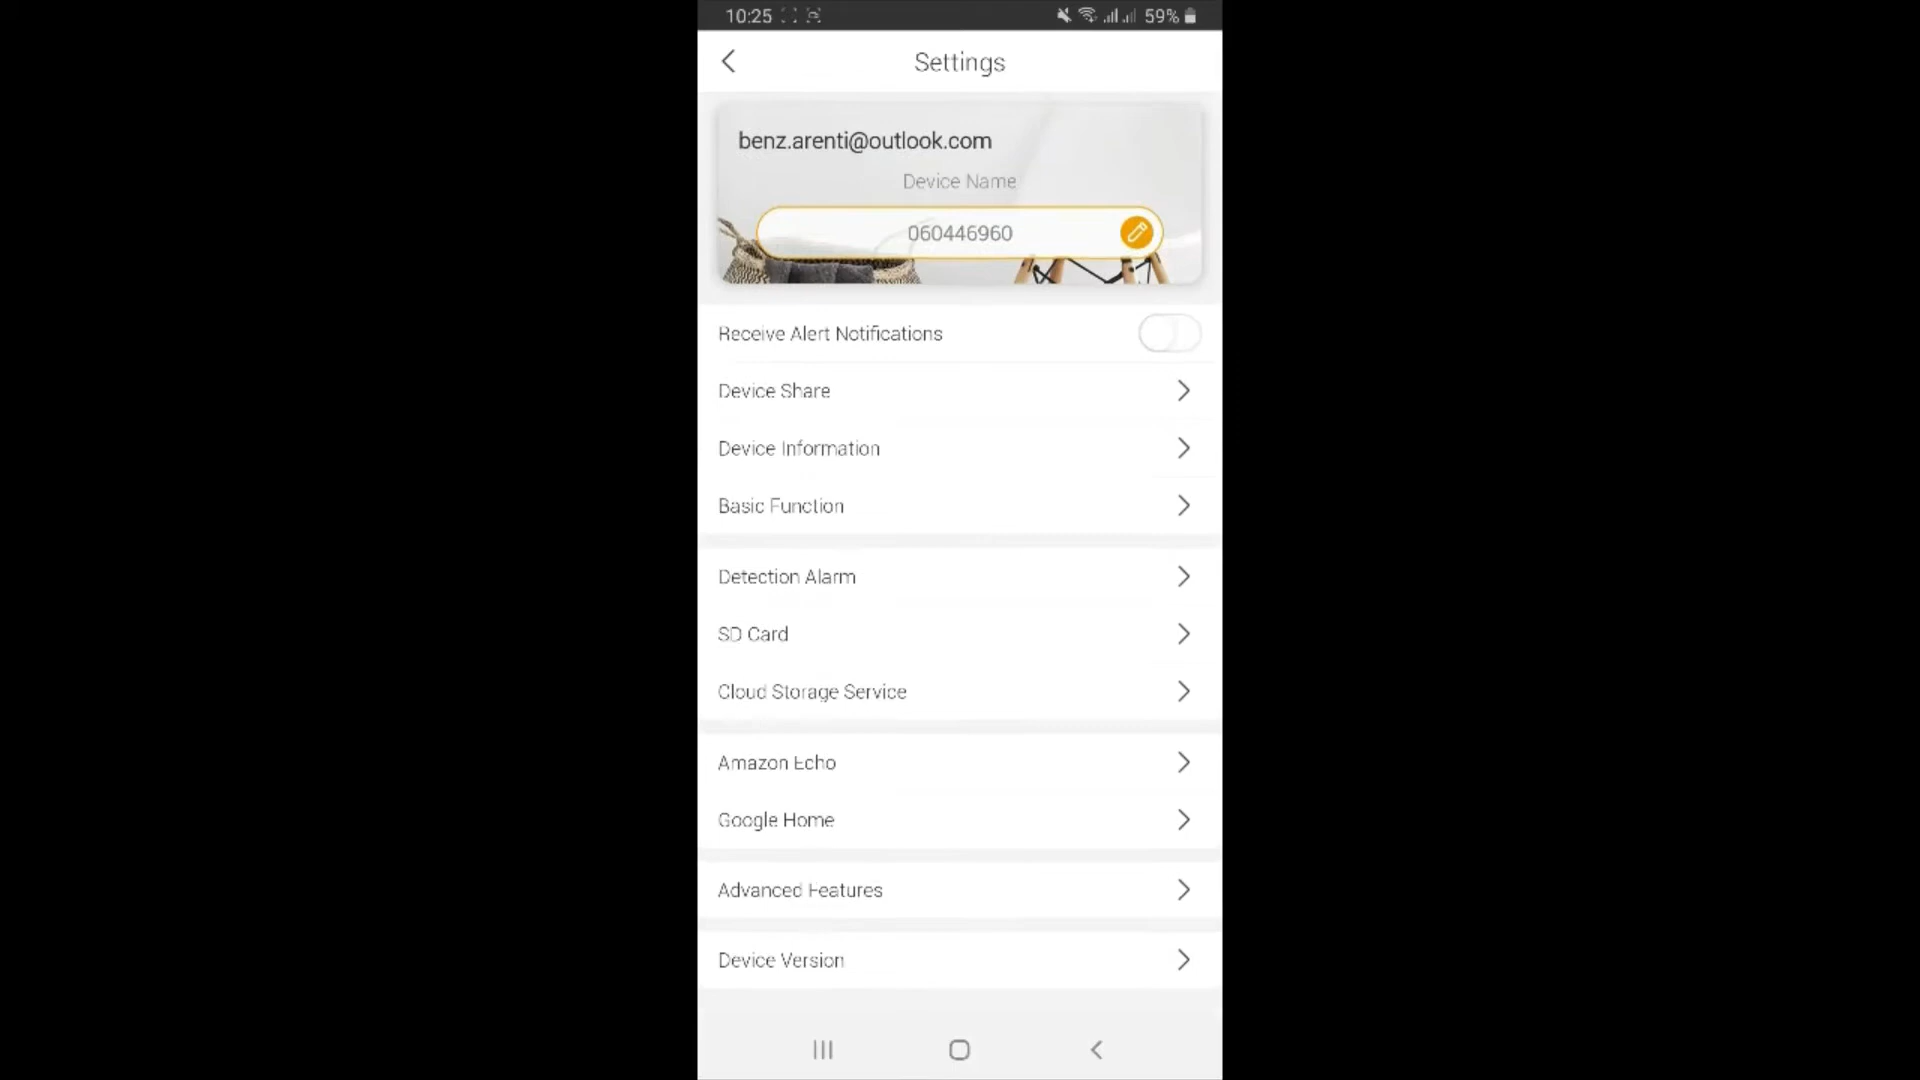 10:25 59%
Settings
benz.arenti@outlook.com
Device Name
060446960
Receive Alert Notifications
Device Share
Device Information
Basic Function
Detection Alarm
SD Card
Cloud Storage Service
Amazon Echo
Google Home
Advanced Features
Device Version